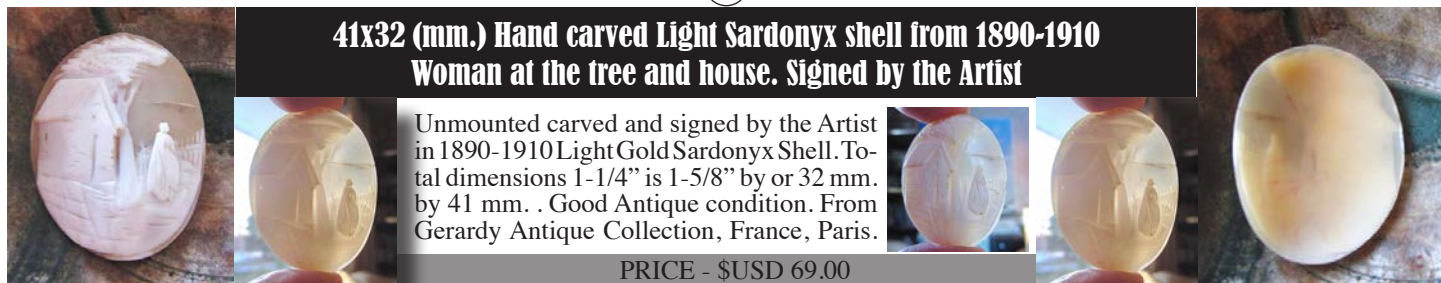 41x32 (mm.) Hand carved Light Sardonyx shell from 1890-1910
Woman at the tree and house. Signed by the Artist
Unmounted carved and signed by the Artist
in 1890-1910 Light Gold Sardonyx Shell. To-
tal dimensions 1-1/4” is 1-5/8” by or 32 mm.
by 41 mm. . Good Antique condition. From
Gerardy Antique Collection, France, Paris.
PRICE - $USD 69.00